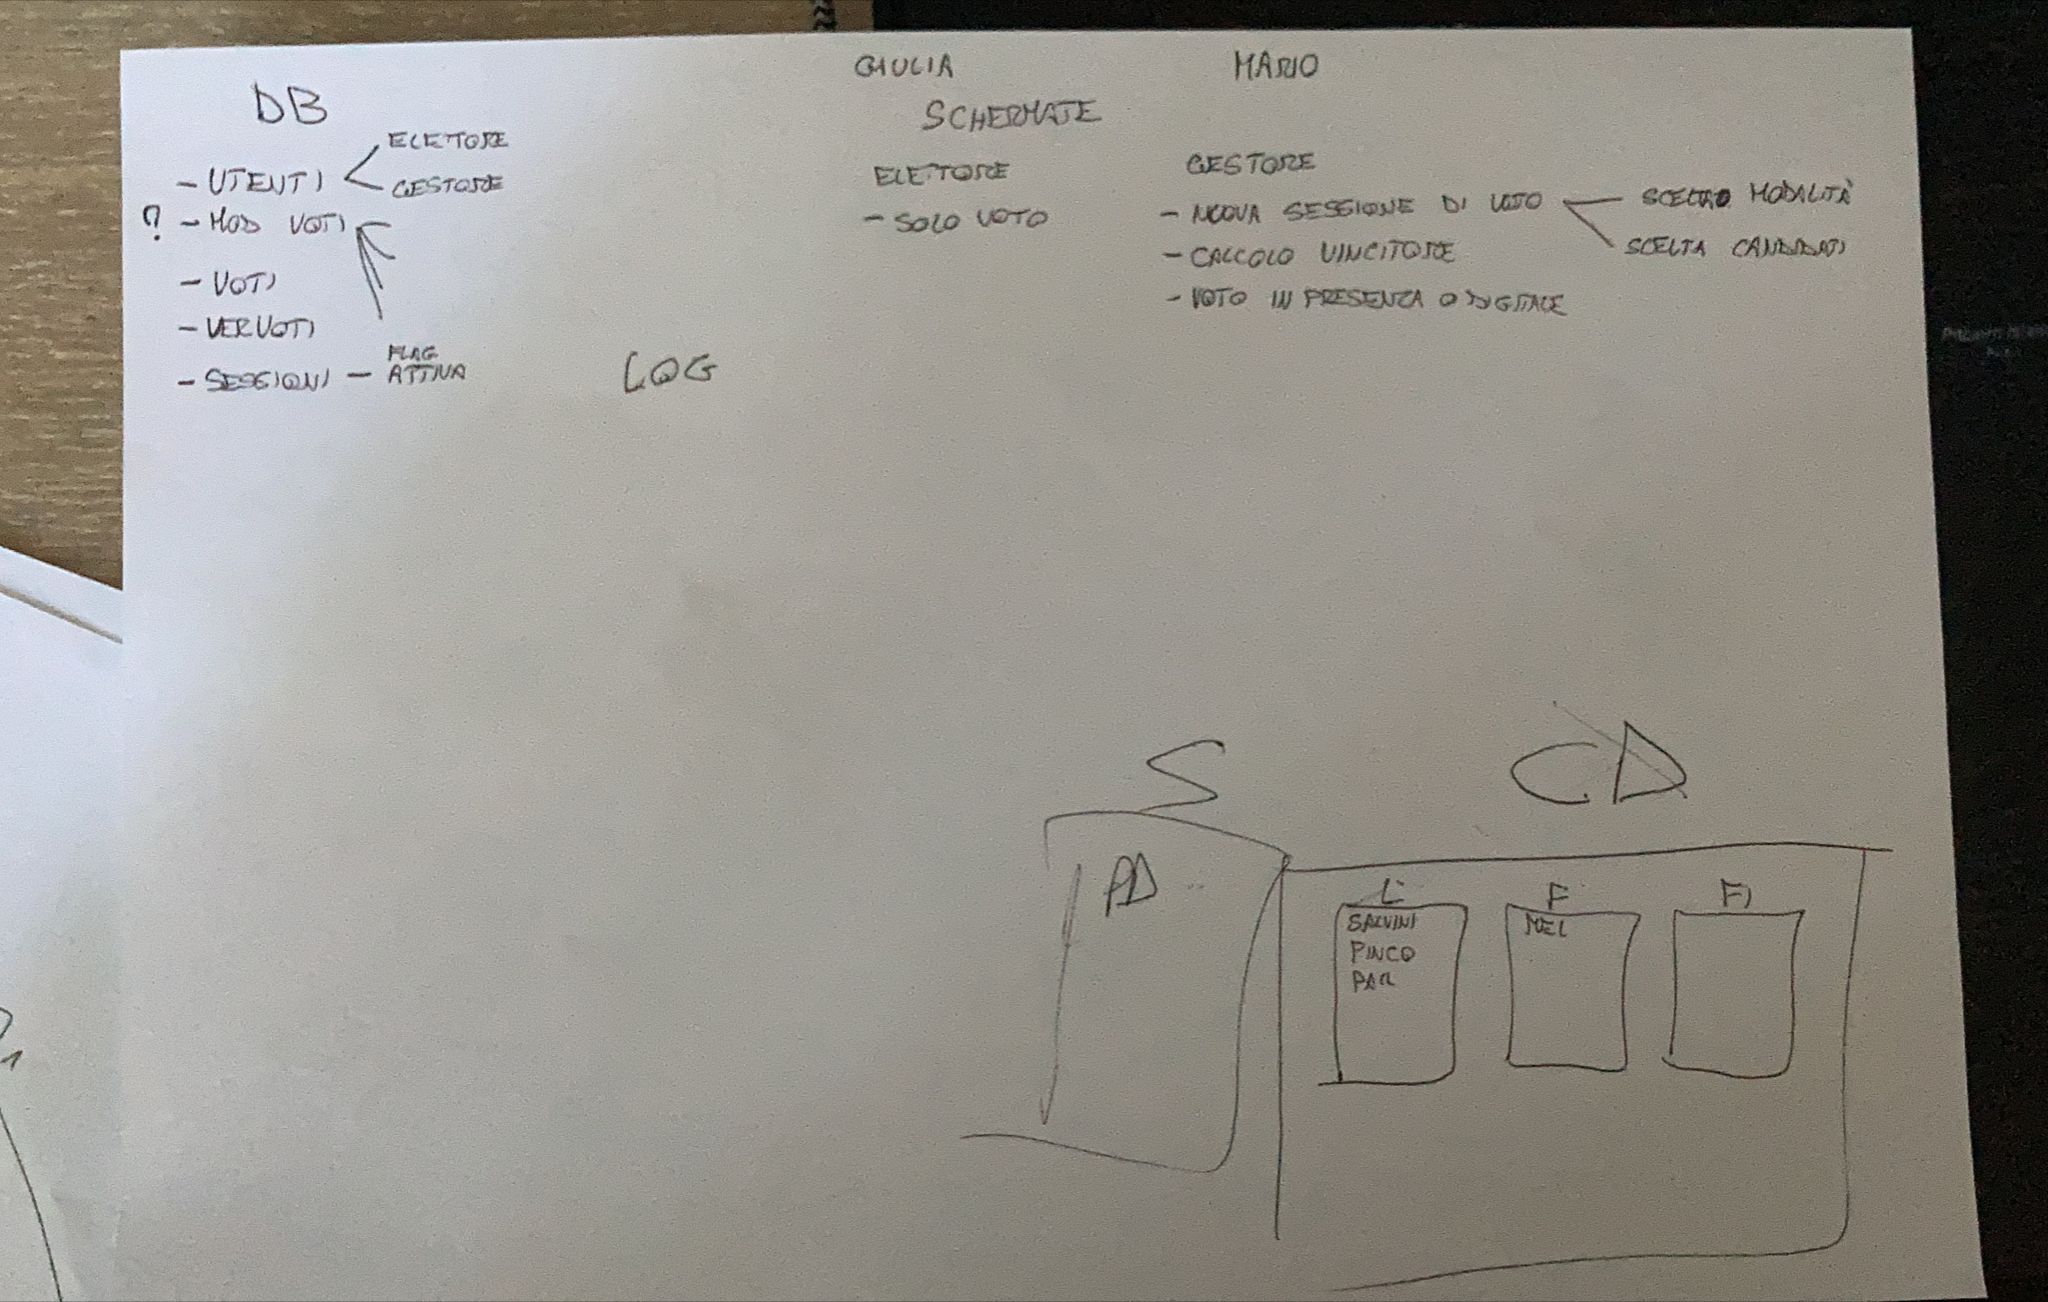 DB
- UTENTI
ELETTORE
GESTORE
? - MOD VOTI
- VOTI
- VERVOTI
- SESSIONI - FLAG ATTIVA
LOG
GIULIA MARIO
SCHERMATE
ELETTORE
- SOLO VOTO
GESTORE
- NUOVA SESSIONE DI VOTO
SCELTA MODALITÀ
SCELTA CANDIDATI
- CALCOLO VINCITORE
- VOTO IN PRESENZA O DIGITALE
S CD
PD
L F FI
SALVINI MEL
PINCO
PAL